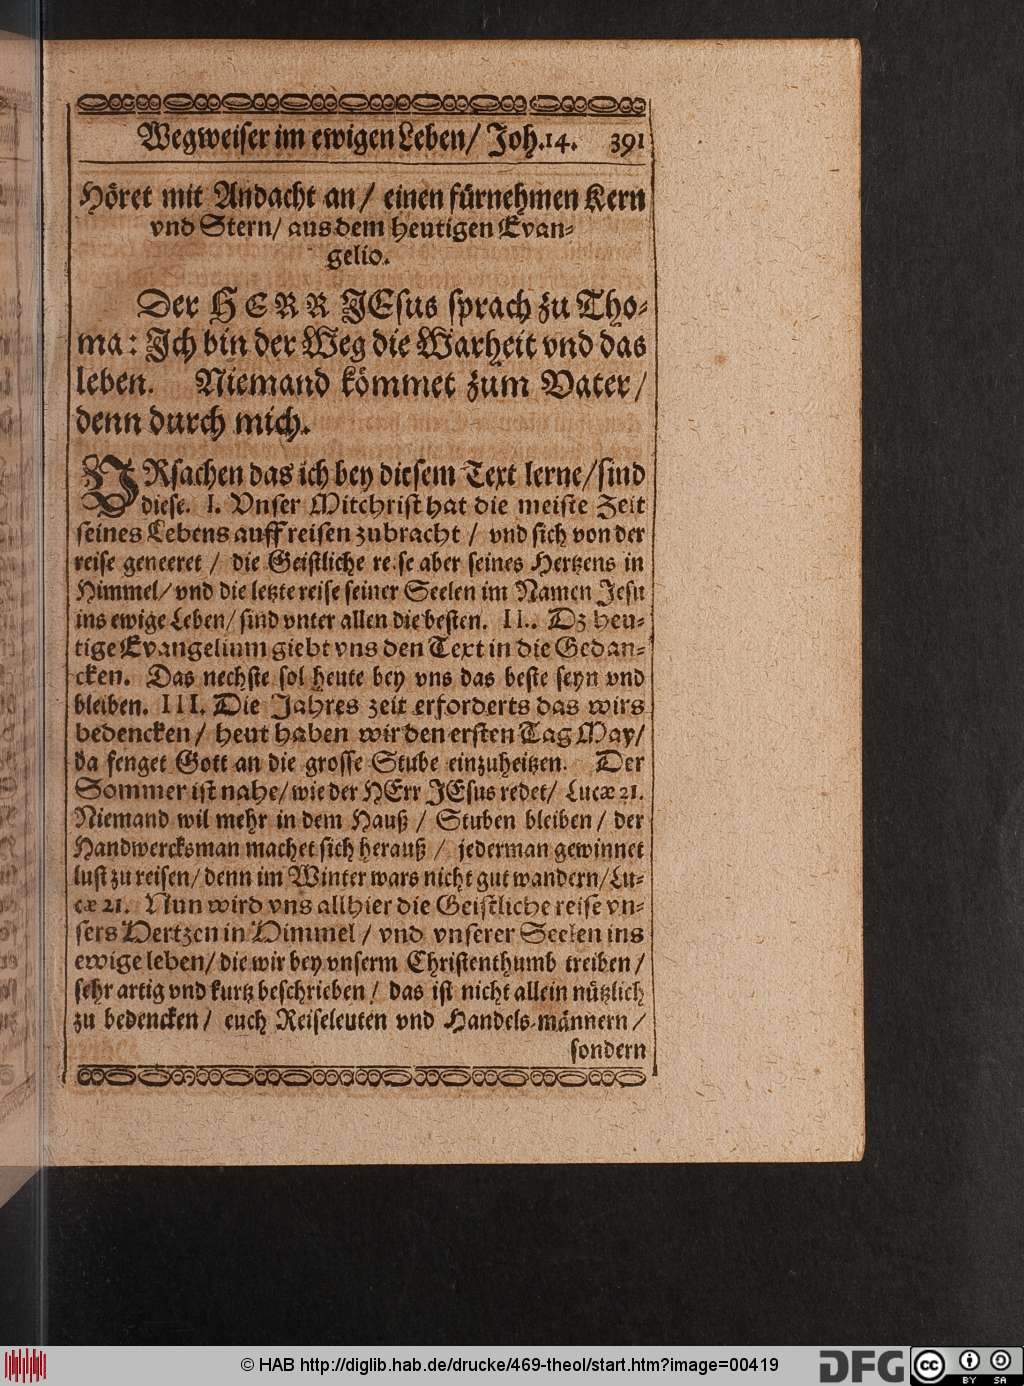 Wegweiser im ewigen Leben/ Joh.14. 391
Höret mit Andacht an/ einen fürnehmen Kern
vnd Stern/ aus dem heutigen Evan-
gelio.
Der HERR JEsus sprach zu Tho-
ma: Ich bin der Weg die Warheit vnd das
leben. Niemand kömmet zum Vater/
denn durch mich.
VRsachen das ich bey diesem Text lerne/ sind
diese. I. Vnser Mitchrist hat die meiste Zeit
seines Lebens auff reisen zubracht / vnd sich von der
reise geneeret / die Geistliche reise aber seines Hertzens in
Himmel/ vnd die letzte reise seiner Seelen im Namen Jesu
ins ewige Leben/ sind vnter allen die besten. II. Dz heu-
tige Evangelium giebt vns den Text in die Gedan-
cken. Das nechste sol heute bey vns das beste seyn vnd
bleiben. III. Die Jahres zeit erforderts das wirs
bedencken / heut haben wir den ersten Tag May/
da fenget Gott an die grosse Stube einzuheitzen. Der
Sommer ist nahe/ wie der HErr JEsus redet/ Lucæ 21.
Niemand wil mehr in dem Hauß / Stuben bleiben / der
Handwercksman machet sich herauß / jederman gewinnet
lust zu reisen/ denn im Winter wars nicht gut wandern/ Lu-
cæ 21. Nun wird vns allhier die Geistliche reise vn-
sers Hertzen in Himmel / vnd vnserer Seelen ins
ewige leben/ die wir bey vnserm Christenthumb treiben /
sehr artig vnd kurtz beschrieben / das ist nicht allein nützlich
zu bedencken / euch Reiseleuten vnd Handels-männern /
sondern
© HAB http://diglib.hab.de/drucke/469-theol/start.htm?image=00419
DFG
cc BY SA